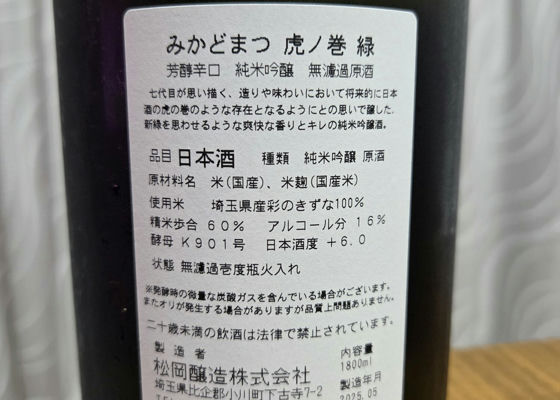 みかどまつ 虎ノ巻 緑
芳醇辛口 純米吟醸 無濾過原酒
七代目が思い描く、造りや味わいにおいて将来的に日本
酒の虎の巻のような存在となるようにとの思いで醸した、
新緑を思わせるような爽快な香りとキレの純米吟醸酒。
品目 日本酒 種類 純米吟醸 原酒
原材料名 米(国産)、米麹(国産米)
使用米 埼玉県産彩のきずな100%
精米歩合 60% アルコール分 16%
酵母 K901号 日本酒度 +6.0
状態 無濾過壱度瓶火入れ
※発酵時の微量な炭酸ガスを含んでいる場合がございます。
またオリが発生する場合がありますが品質上問題ありません。
二十歳未満の飲酒は法律で禁止されています。
製造者 内容量
松岡醸造株式会社 1800ml
埼玉県比企郡小川町下古寺7-2 製造年月
2025.05